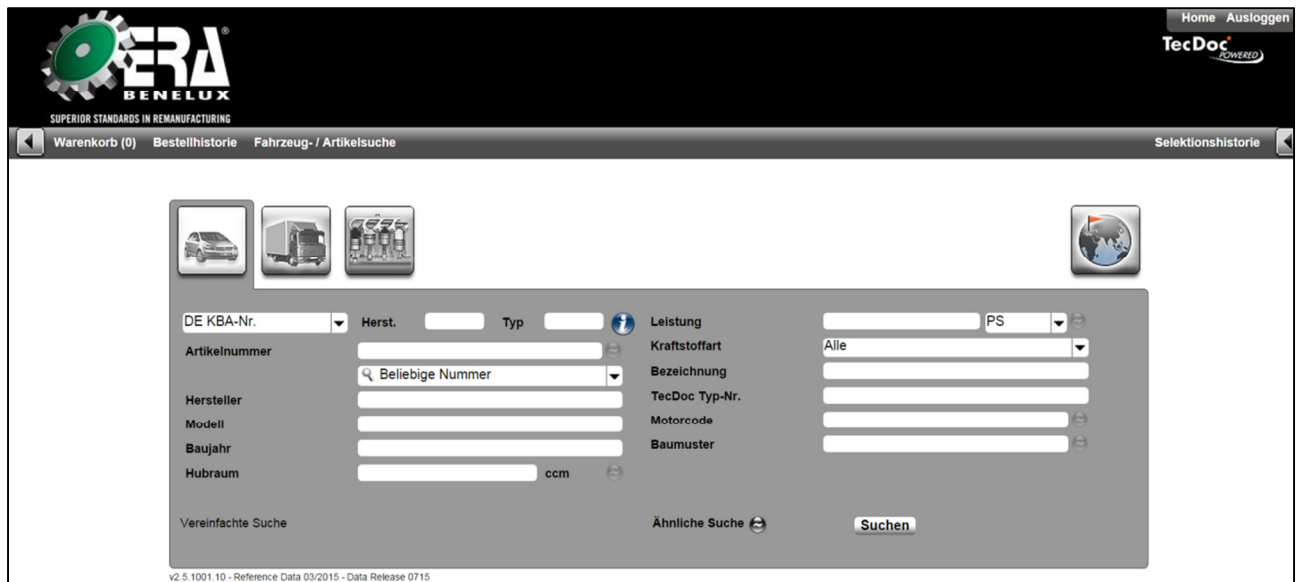 Home Ausloggen
TecDoc
POWERED
ERA®
BENELUX
SUPERIOR STANDARDS IN REMANUFACTURING
Warenkorb (0) Bestellhistorie Fahrzeug- / Artikelsuche Selektionshistorie
DE KBA-Nr. Herst. Typ Leistung PS
Artikelnummer Kraftstoffart Alle
Beliebige Nummer Bezeichnung
Hersteller TecDoc Typ-Nr.
Modell Motorcode
Baujahr Baumuster
Hubraum ccm
Vereinfachte Suche Ähnliche Suche Suchen
v2.5.1001.10 - Reference Data 03/2015 - Data Release 0715